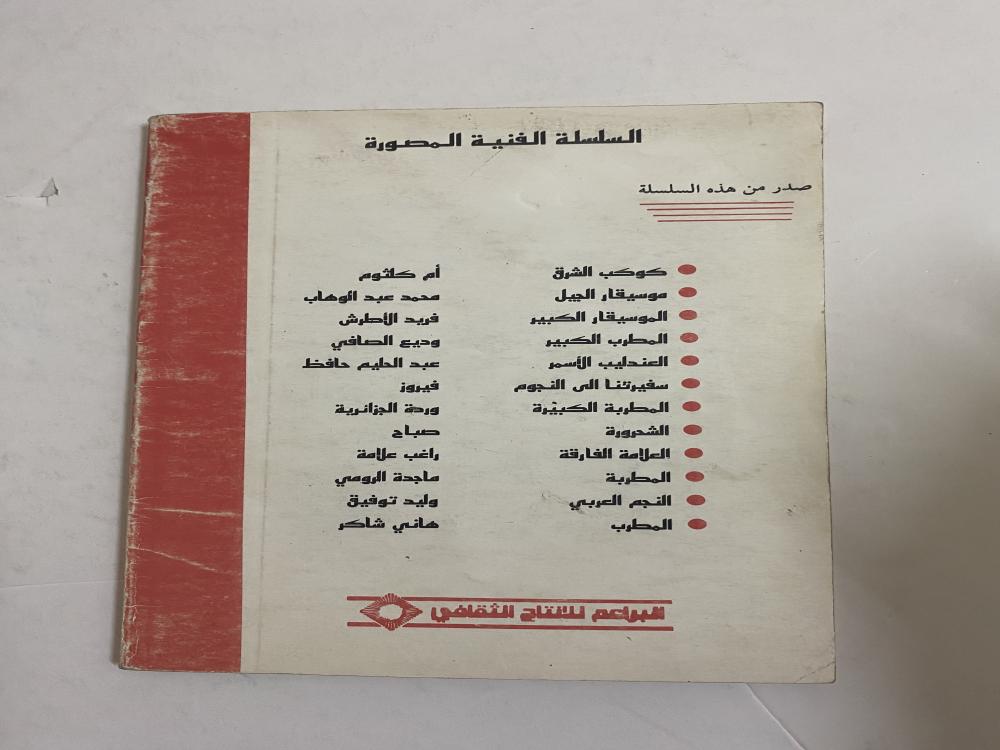 السلسلة الفنية المصورة
صدر من هذه السلسلة
كوكب الشرق أم كلثوم
موسيقار الجيل محمد عبد الوهاب
الموسيقار الكبير فريد الأطرش
المطرب الكبير وديع الصافي
العندليب الأسمر عبد الحليم حافظ
سفيرتنا الى النجوم فيروز
المطربة الكبيرة وردة الجزائرية
الشحرورة صباح
العلامة الفارقة راغب علامة
المطربة ماجدة الرومي
النجم العربي وليد توفيق
المطرب هاني شاكر
البراعم للانتاج الثقافي